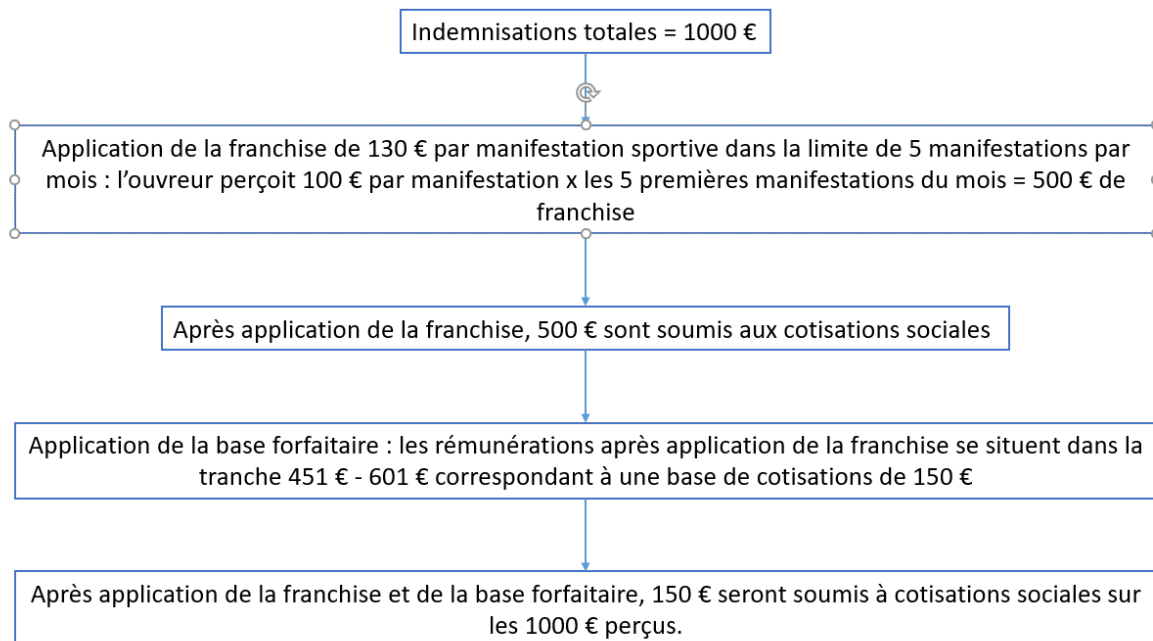 Indemnisations totales = 1000 €
Application de la franchise de 130 € par manifestation sportive dans la limite de 5 manifestations par
mois : l’ouvreur perçoit 100 € par manifestation x les 5 premières manifestations du mois = 500 € de
franchise
Après application de la franchise, 500 € sont soumis aux cotisations sociales
Application de la base forfaitaire : les rémunérations après application de la franchise se situent dans la
tranche 451 € - 601 € correspondant à une base de cotisations de 150 €
Après application de la franchise et de la base forfaitaire, 150 € seront soumis à cotisations sociales sur
les 1000 € perçus.